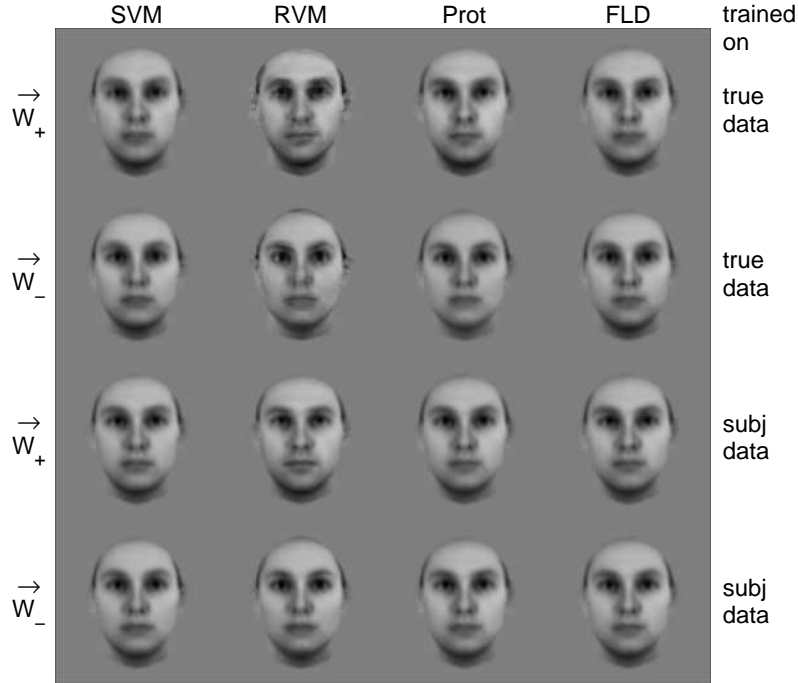 SVM RVM Prot FLD trained
on
→
W+ true
data
→
W− true
data
→
W+ subj
data
→
W− subj
data